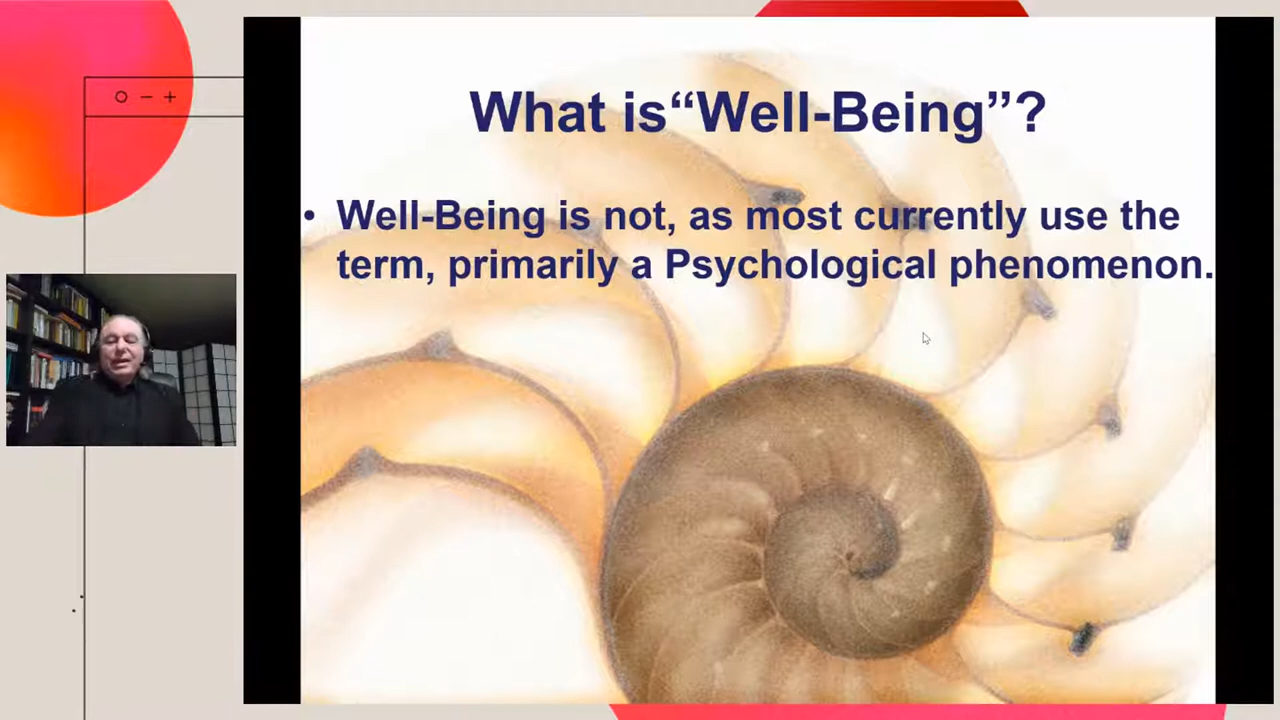 What is“Well-Being”?
• Well-Being is not, as most currently use the
term, primarily a Psychological phenomenon.